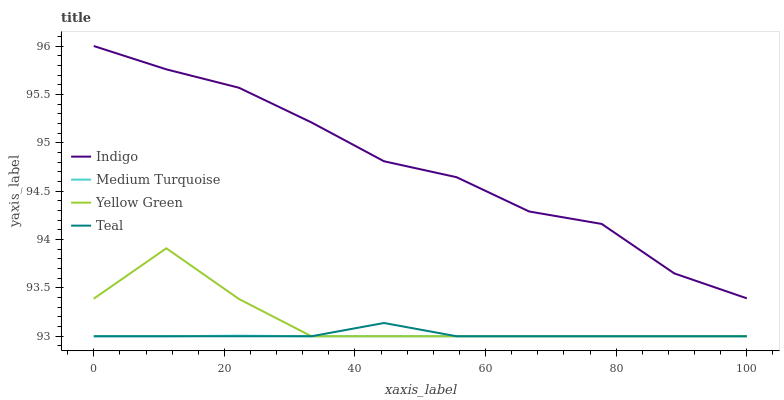 title
96
95.5
95
94.5
94
93.5
93
yaxis_label
Indigo
Medium Turquoise
Yellow Green
Teal
0 20 40 60 80 100
xaxis_label